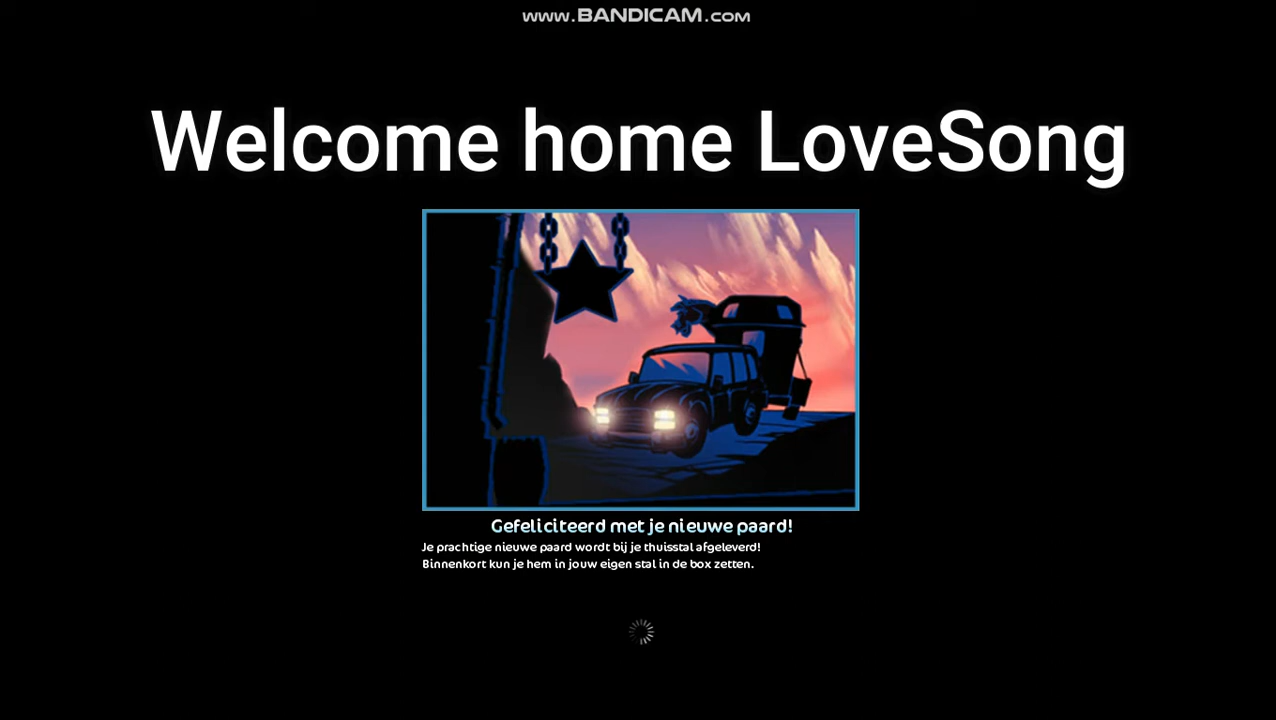 www.BANDICAM.com
Welcome home LoveSong
Gefeliciteerd met je nieuwe paard!
Je prachtige nieuwe paard wordt bij je thuisstal afgeleverd!
Binnenkort kun je hem in jouw eigen stal in de box zetten.